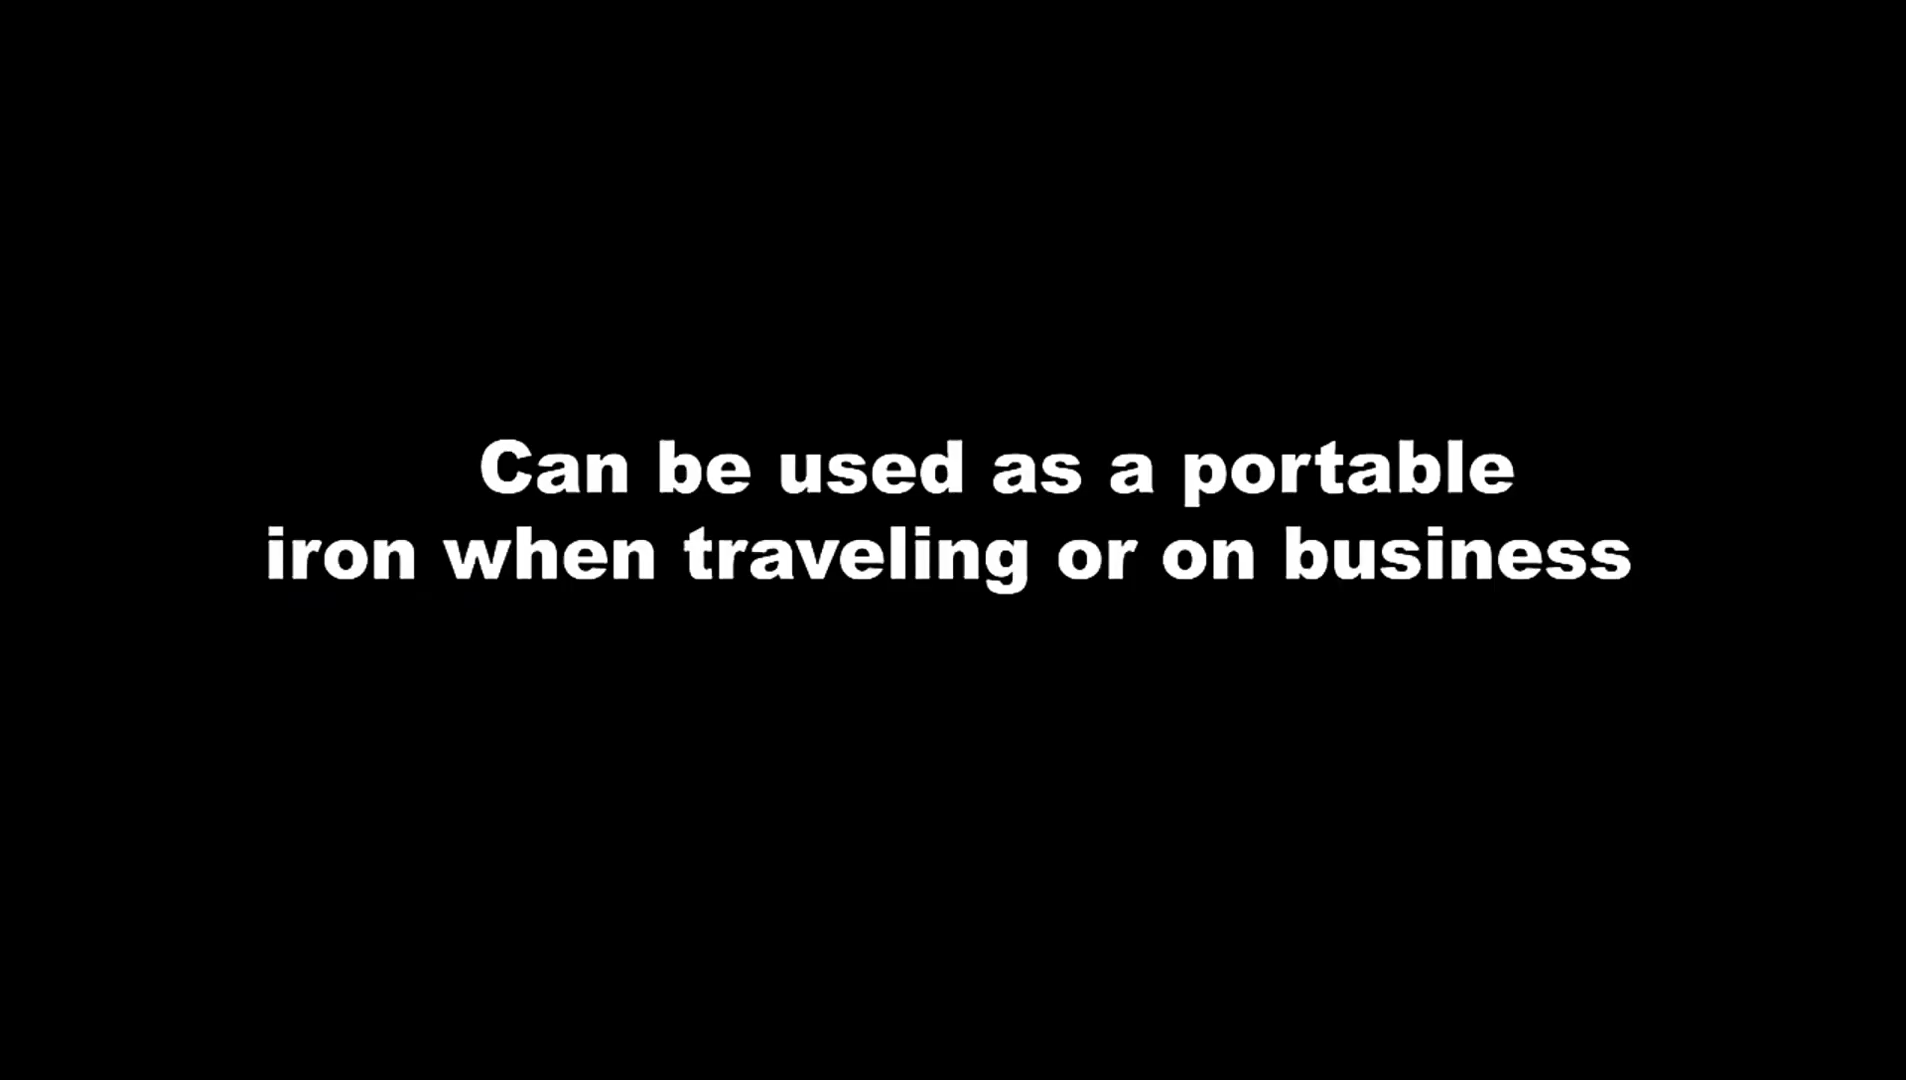 Can be used as a portable
iron when traveling or on business